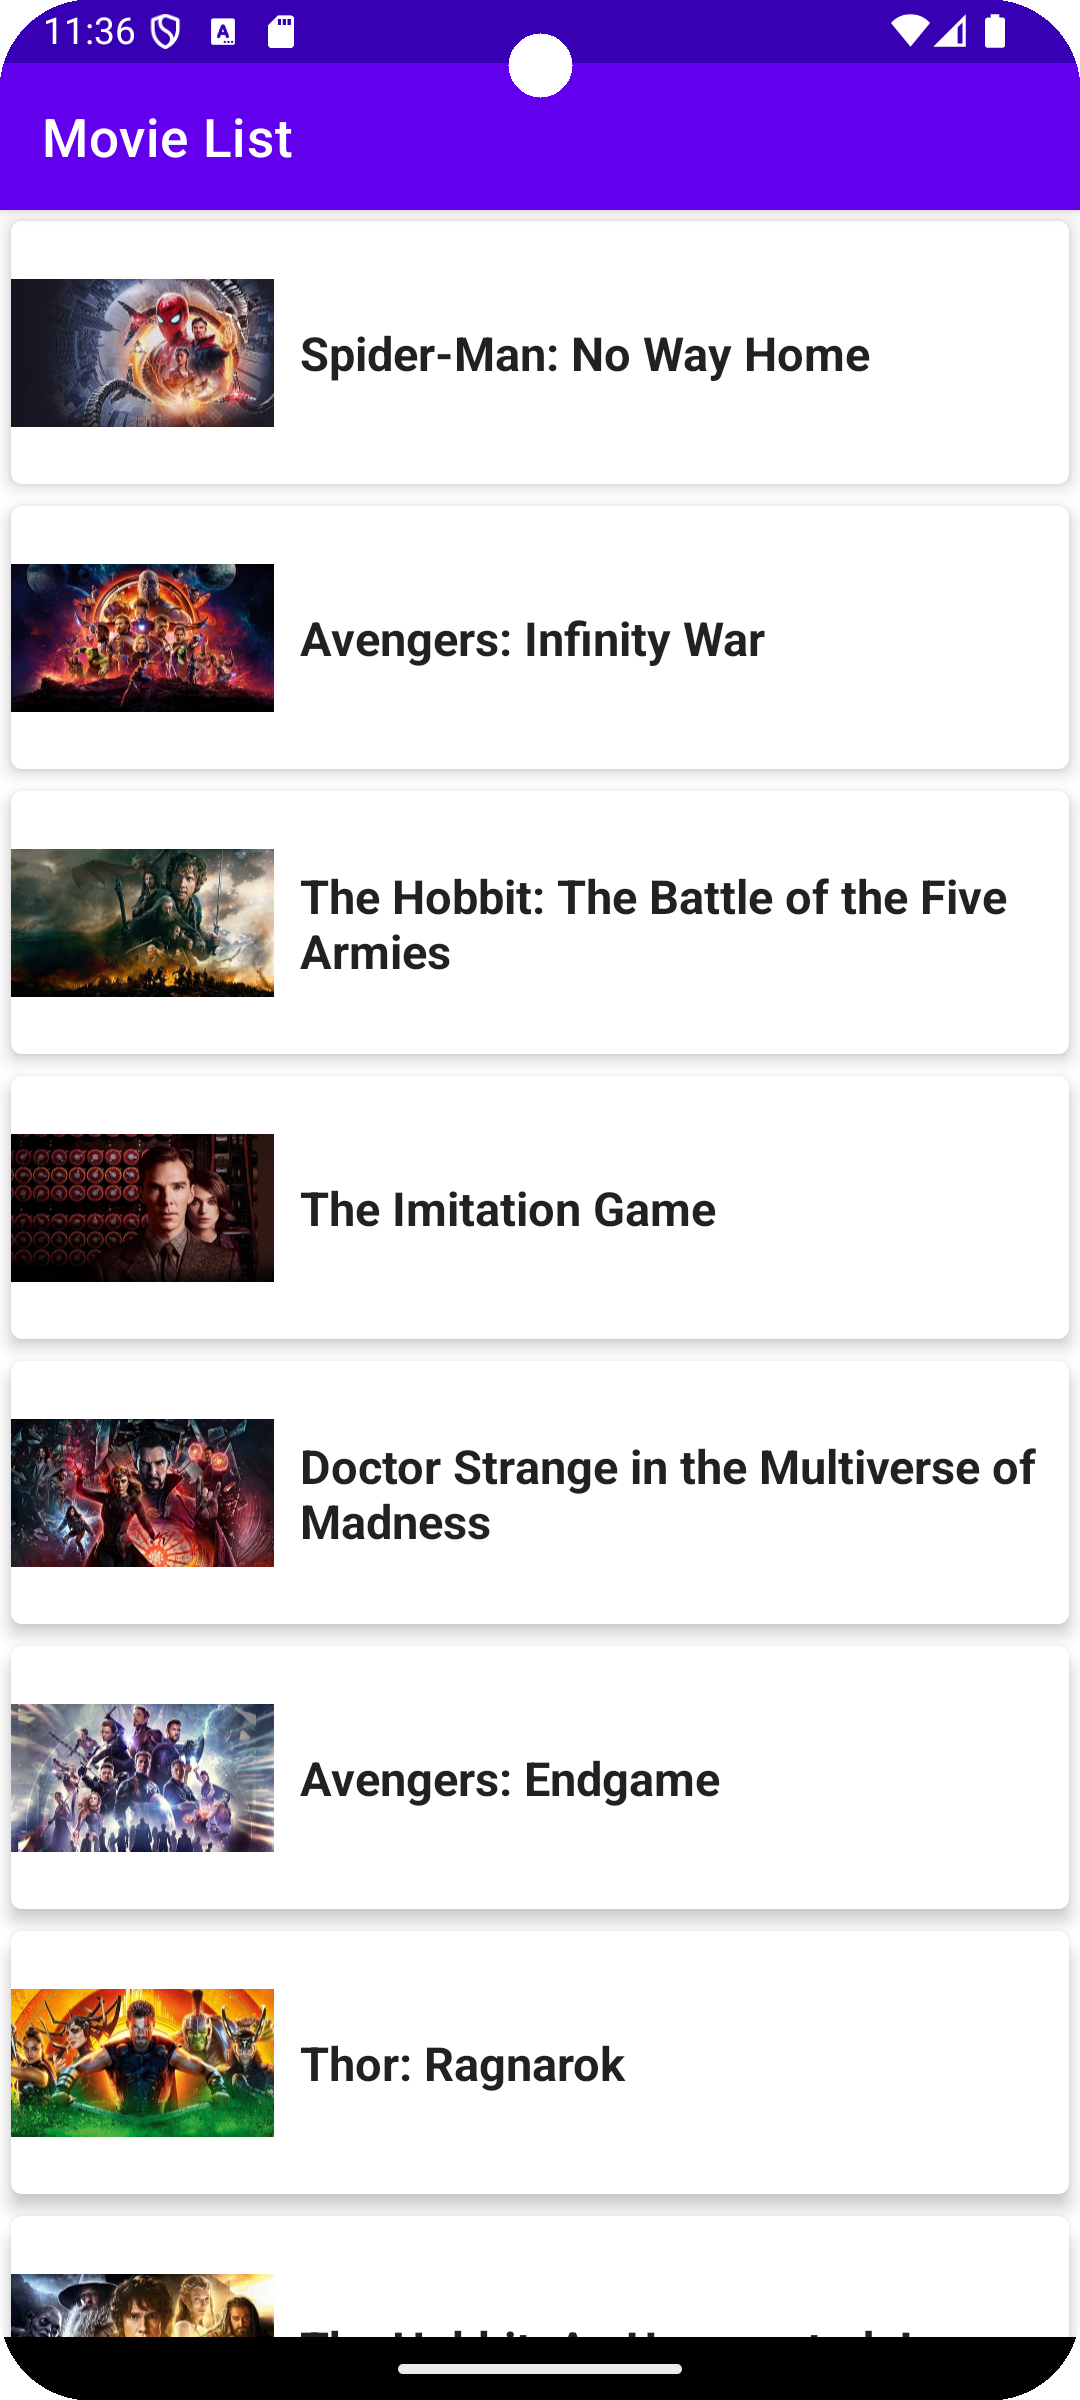 11:36
Movie List
Spider-Man: No Way Home
Avengers: Infinity War
The Hobbit: The Battle of the Five
Armies
The Imitation Game
Doctor Strange in the Multiverse of
Madness
Avengers: Endgame
Thor: Ragnarok